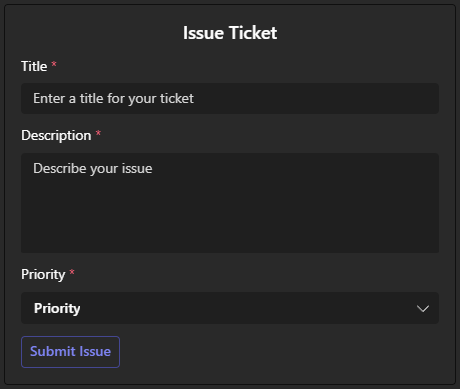 Issue Ticket
Title *
Enter a title for your ticket
Description *
Describe your issue
Priority *
Priority
Submit Issue